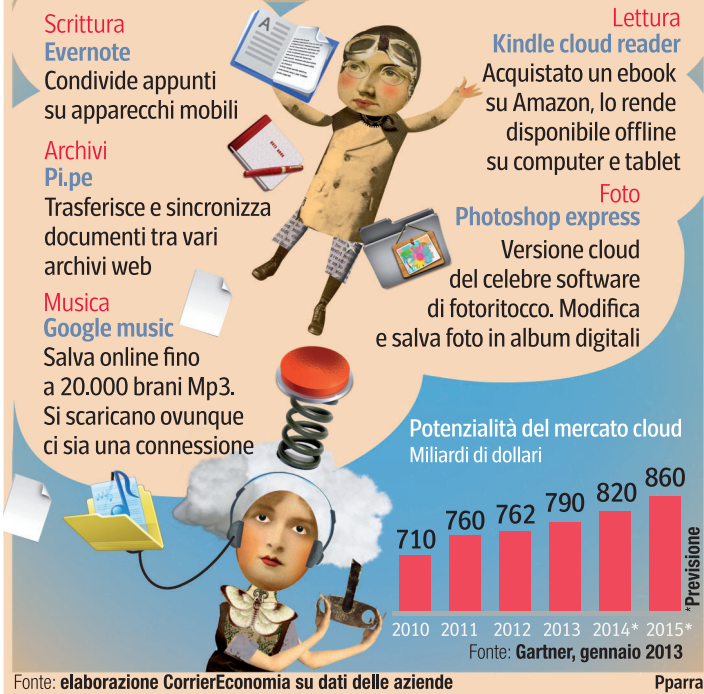 Scrittura
Evernote
Condivide appunti
su apparecchi mobili
Archivi
Pi.pe
Trasferisce e sincronizza
documenti tra vari
archivi web
Musica
Google music
Salva online fino
a 20.000 brani Mp3.
Si scaricano ovunque
ci sia una connessione
Lettura
Kindle cloud reader
Acquistato un ebook
su Amazon, lo rende
disponibile offline
su computer e tablet
Foto
Photoshop express
Versione cloud
del celebre software
di fotoritocco. Modifica
e salva foto in album digitali
A
NOTE BOOK
Potenzialità del mercato cloud
Miliardi di dollari
710 760 762 790 820 860
*Previsione
2010 2011 2012 2013 2014* 2015*
Fonte: Gartner, gennaio 2013
Fonte: elaborazione CorrierEconomia su dati delle aziende
Pparra